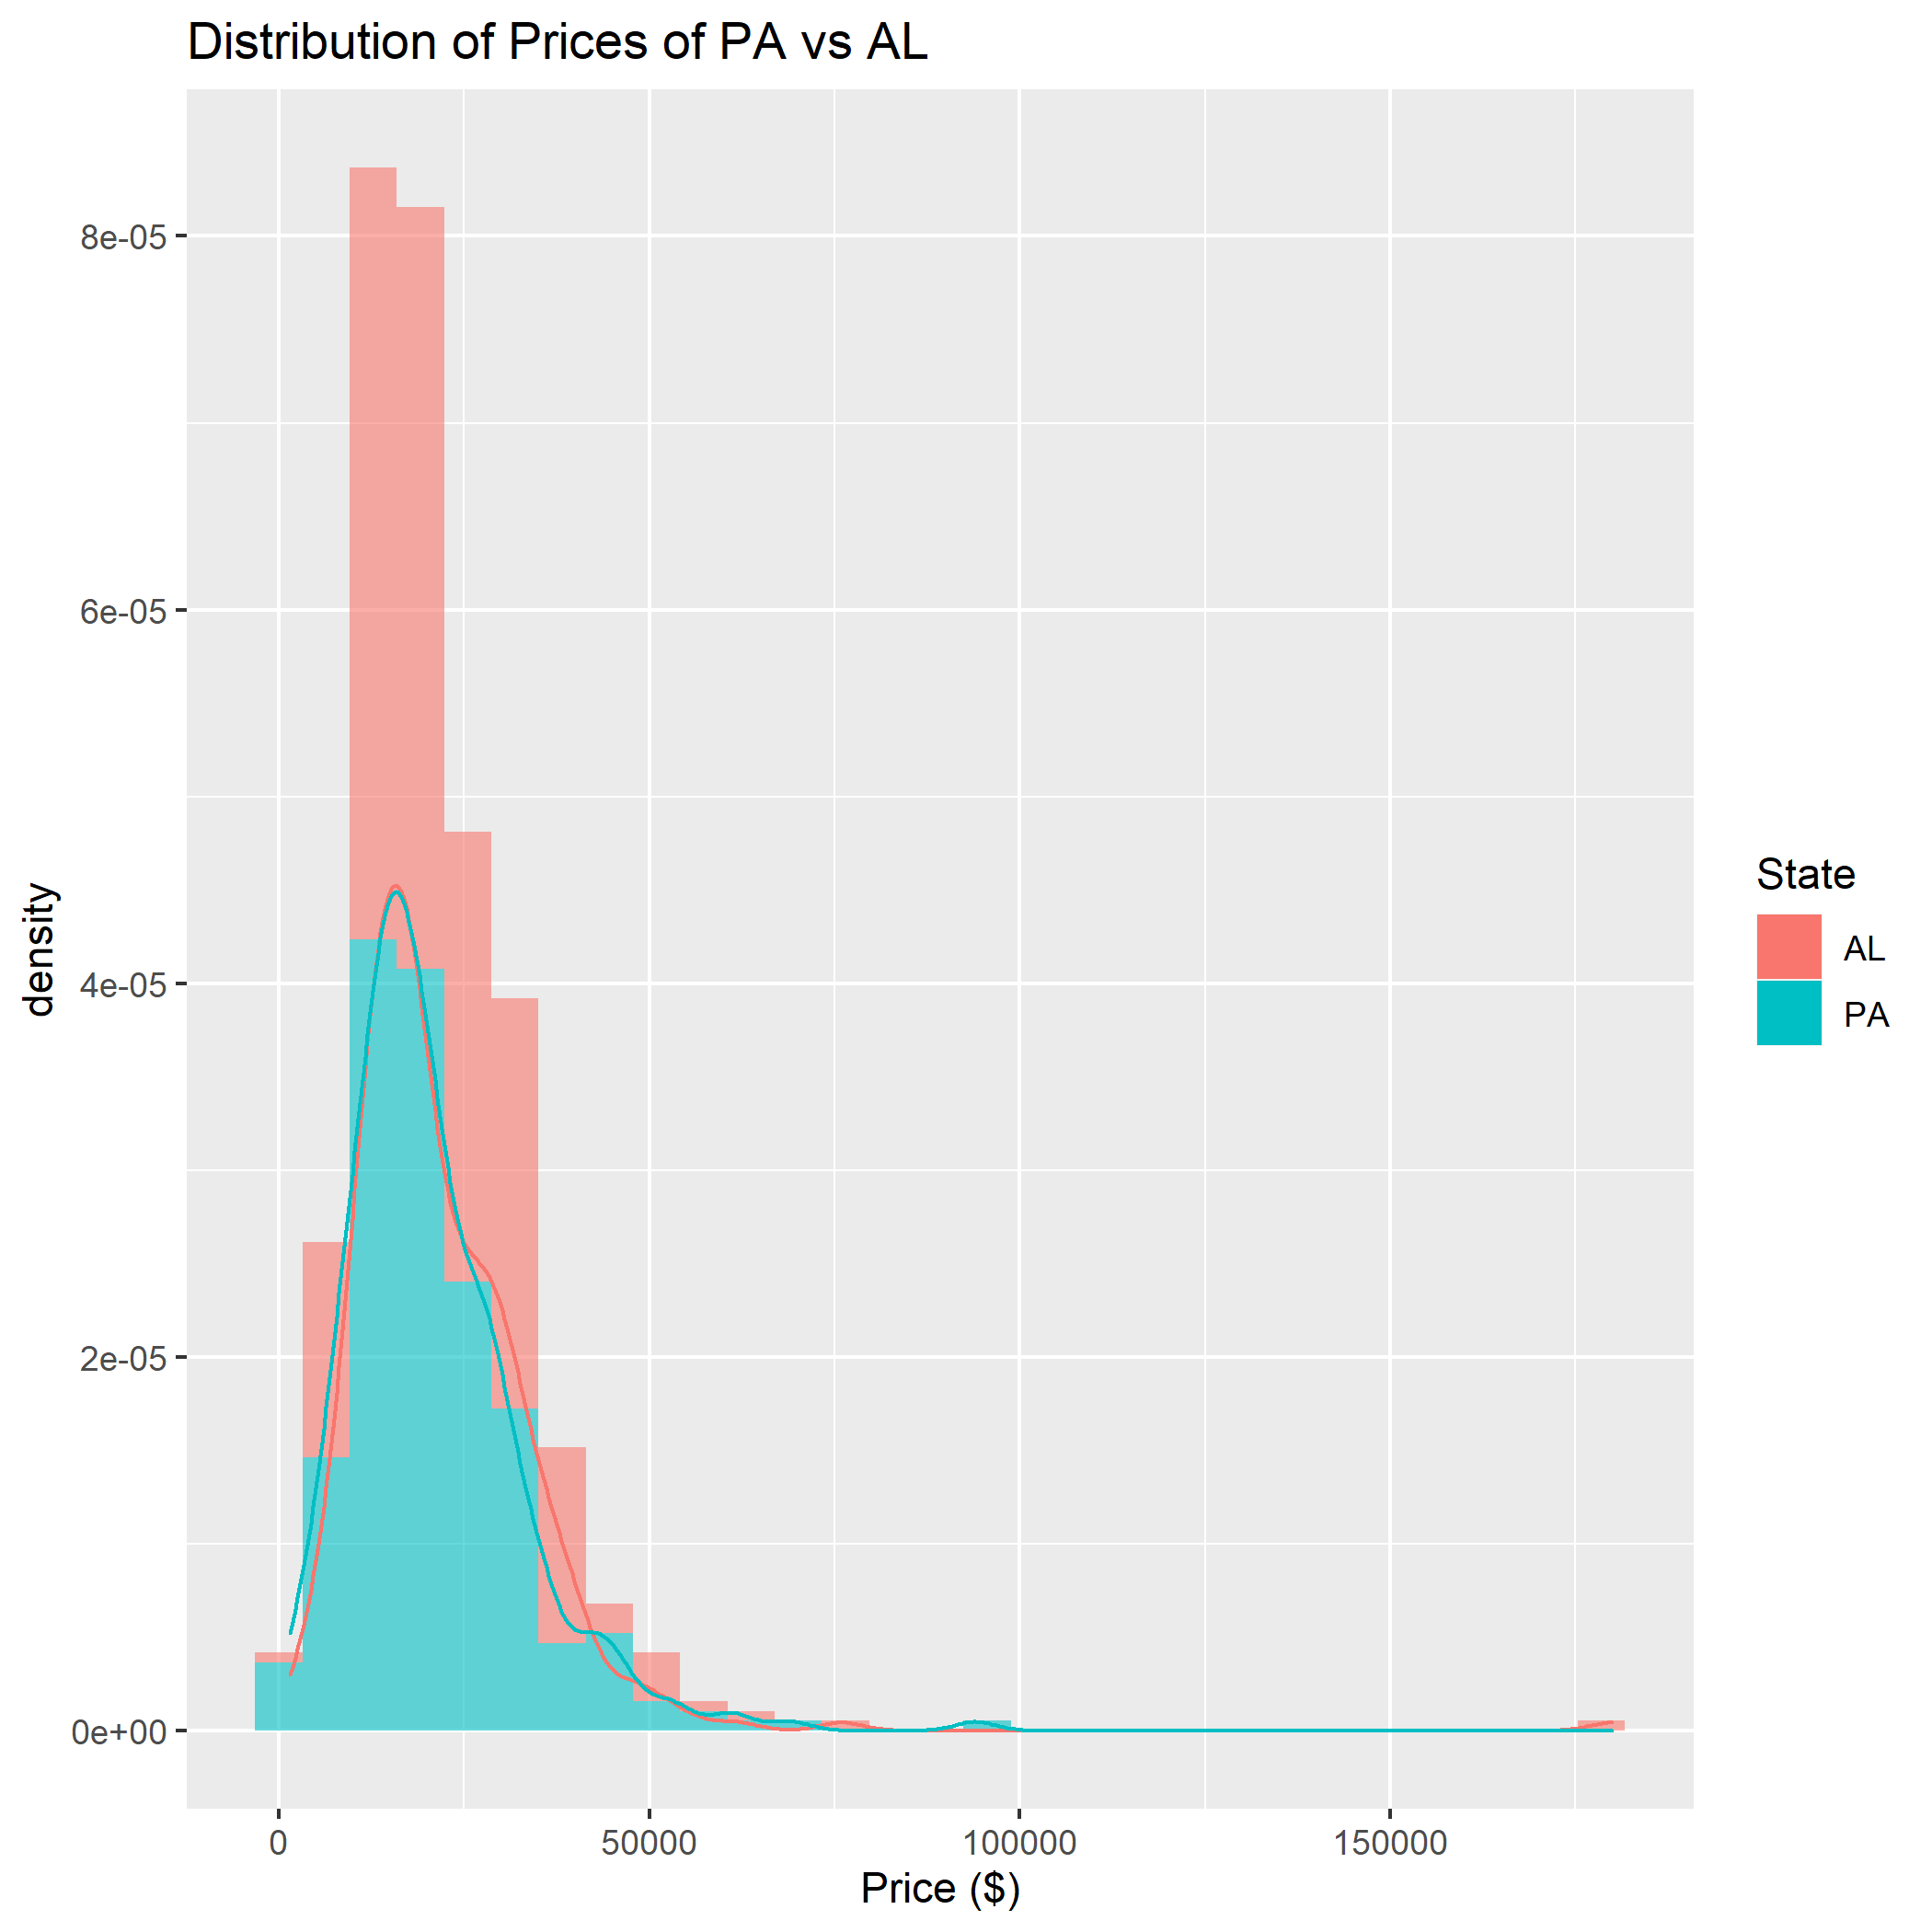 Distribution of Prices of PA vs AL
8e-05
6e-05
4e-05
2e-05
0e+00
density
0
50000
100000
150000
Price ($)
State
AL
PA